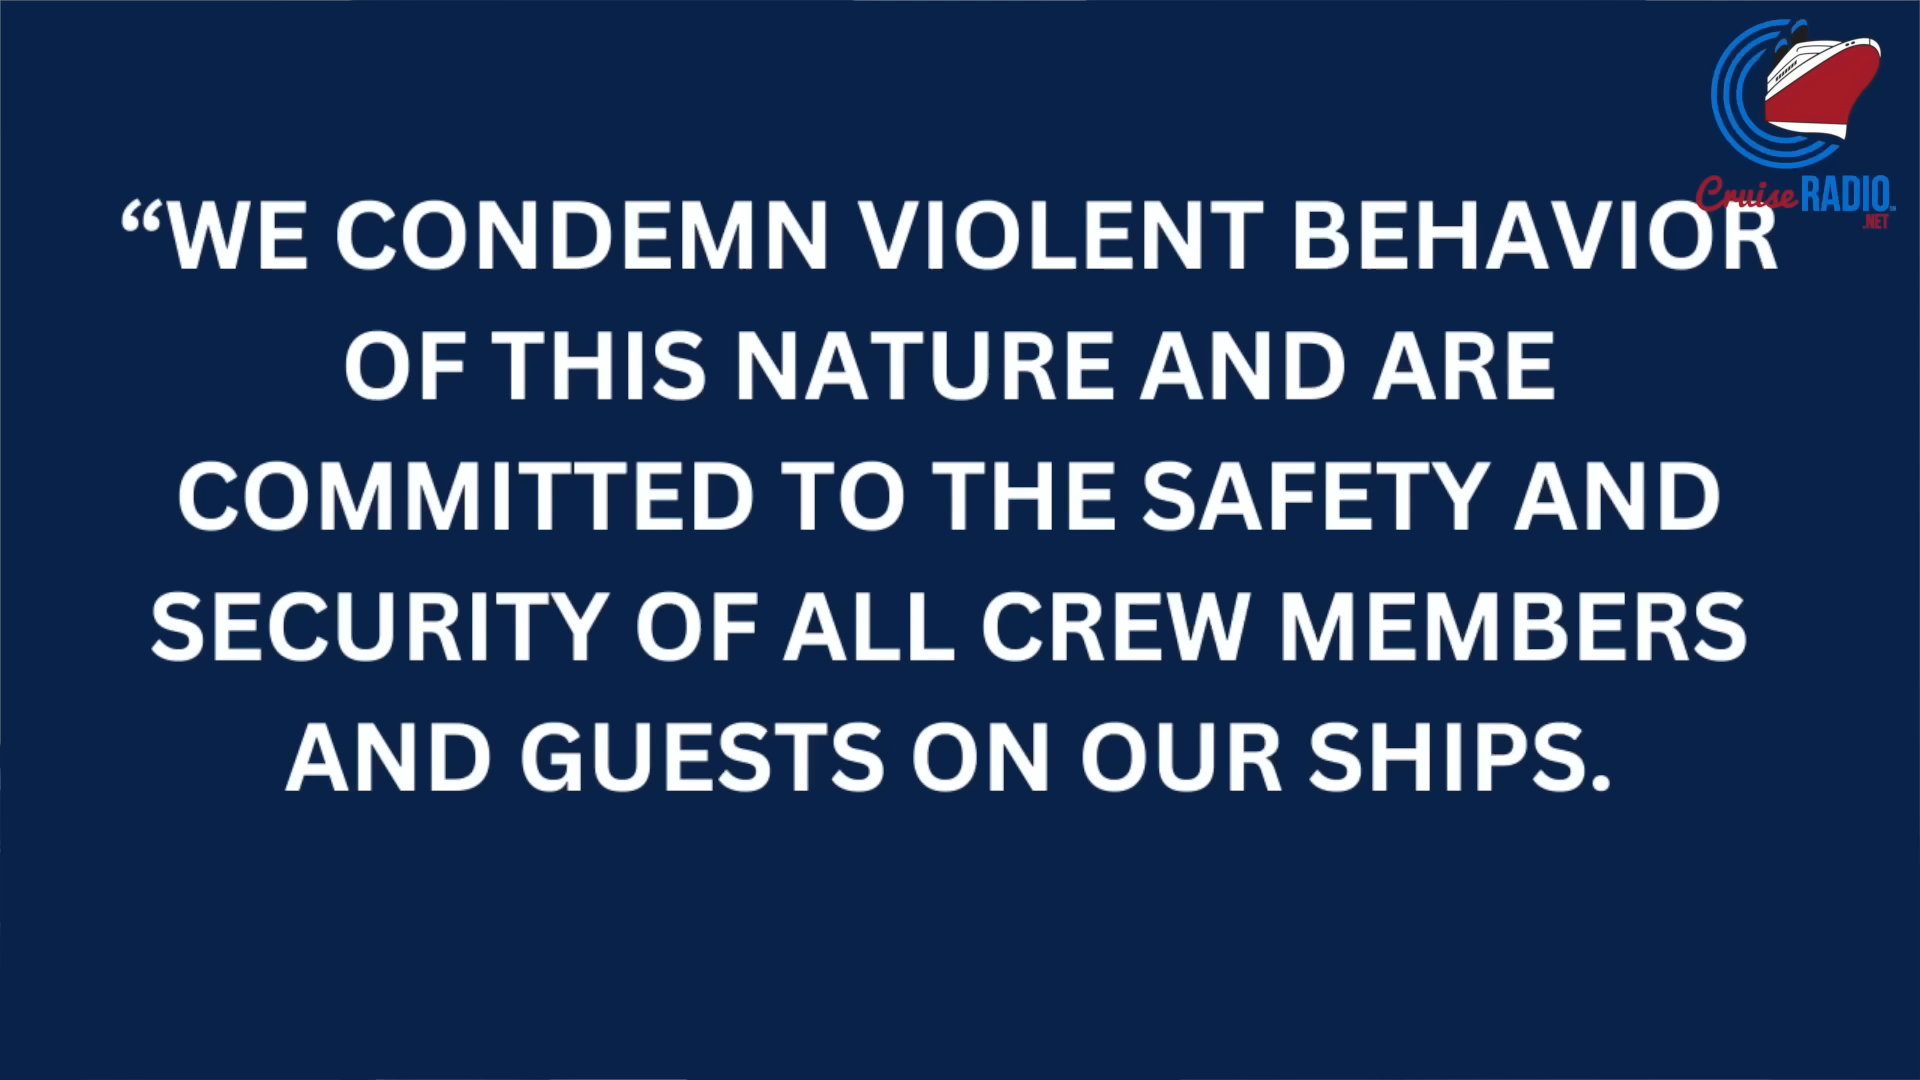 Cruise RADIO.
.NET
“WE CONDEMN VIOLENT BEHAVIOR
OF THIS NATURE AND ARE
COMMITTED TO THE SAFETY AND
SECURITY OF ALL CREW MEMBERS
AND GUESTS ON OUR SHIPS.